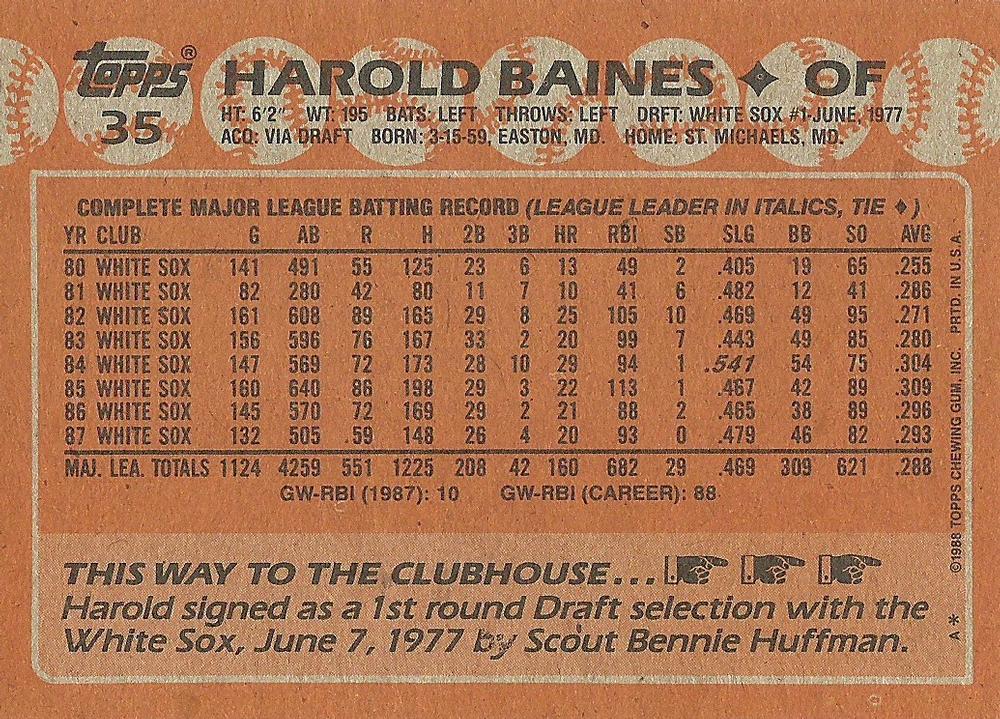 Topps® HAROLD BAINES ◆ OF
35
HT: 6'2" WT: 195 BATS: LEFT THROWS: LEFT DRFT: WHITE SOX #1-JUNE, 1977
ACQ: VIA DRAFT BORN: 3-15-59, EASTON, MD. HOME: ST. MICHAELS, MD.
COMPLETE MAJOR LEAGUE BATTING RECORD (LEAGUE LEADER IN ITALICS, TIE ◆)
YR CLUB G AB R H 2B 3B HR RBI SB SLG BB SO AVG
80 WHITE SOX 141 491 55 125 23 6 13 49 2 .405 19 65 .255
81 WHITE SOX 82 280 42 80 11 7 10 41 6 .482 12 41 .286
82 WHITE SOX 161 608 89 165 29 8 25 105 10 .469 49 95 .271
83 WHITE SOX 156 596 76 167 33 2 20 99 7 .443 49 85 .280
84 WHITE SOX 147 569 72 173 28 10 29 94 1 .541 54 75 .304
85 WHITE SOX 160 640 86 198 29 3 22 113 1 .467 42 89 .309
86 WHITE SOX 145 570 72 169 29 2 21 88 2 .465 38 89 .296
87 WHITE SOX 132 505 59 148 26 4 20 93 0 .479 46 82 .293
MAJ. LEA. TOTALS 1124 4259 551 1225 208 42 160 682 29 .469 309 621 .288
GW-RBI (1987): 10 GW-RBI (CAREER): 88
THIS WAY TO THE CLUBHOUSE...
Harold signed as a 1st round Draft selection with the
White Sox, June 7, 1977 by Scout Bennie Huffman.
A* ©1988 TOPPS CHEWING GUM, INC. PRTD. IN U.S.A.